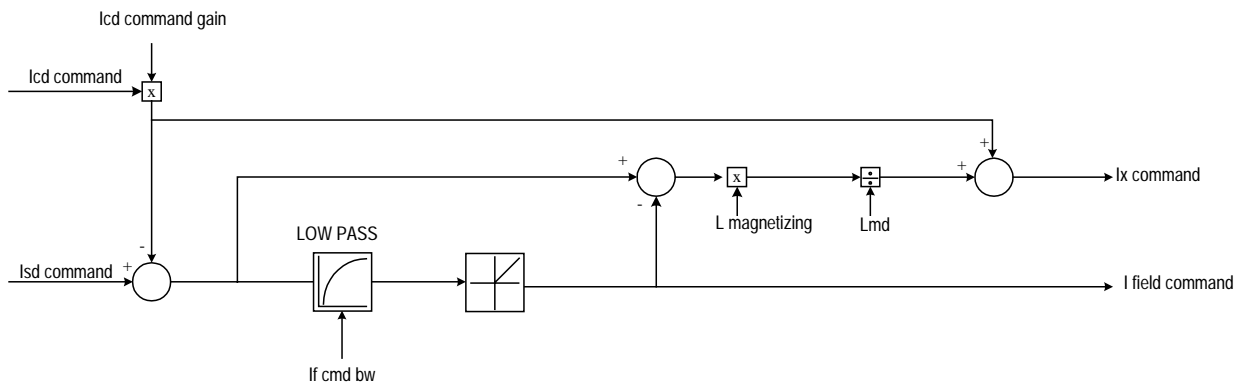 Icd command gain
Icd command
x
+
+
+
x
÷
Ix command
-
L magnetizing
Lmd
-
LOW PASS
Isd command
+
I field command
If cmd bw